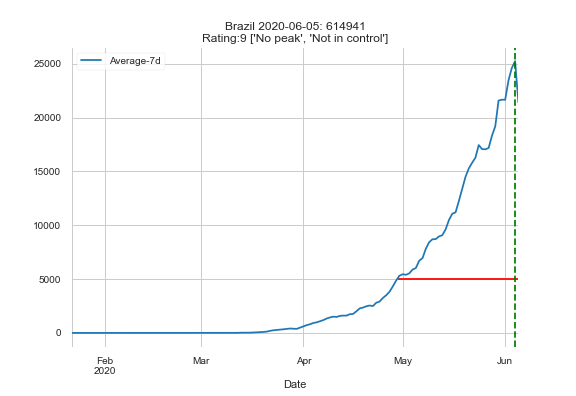 Brazil 2020-06-05: 614941
Rating:9 ['No peak', 'Not in control']
Average-7d
25000
20000
15000
10000
5000
0
Feb Mar Apr May Jun
2020
Date